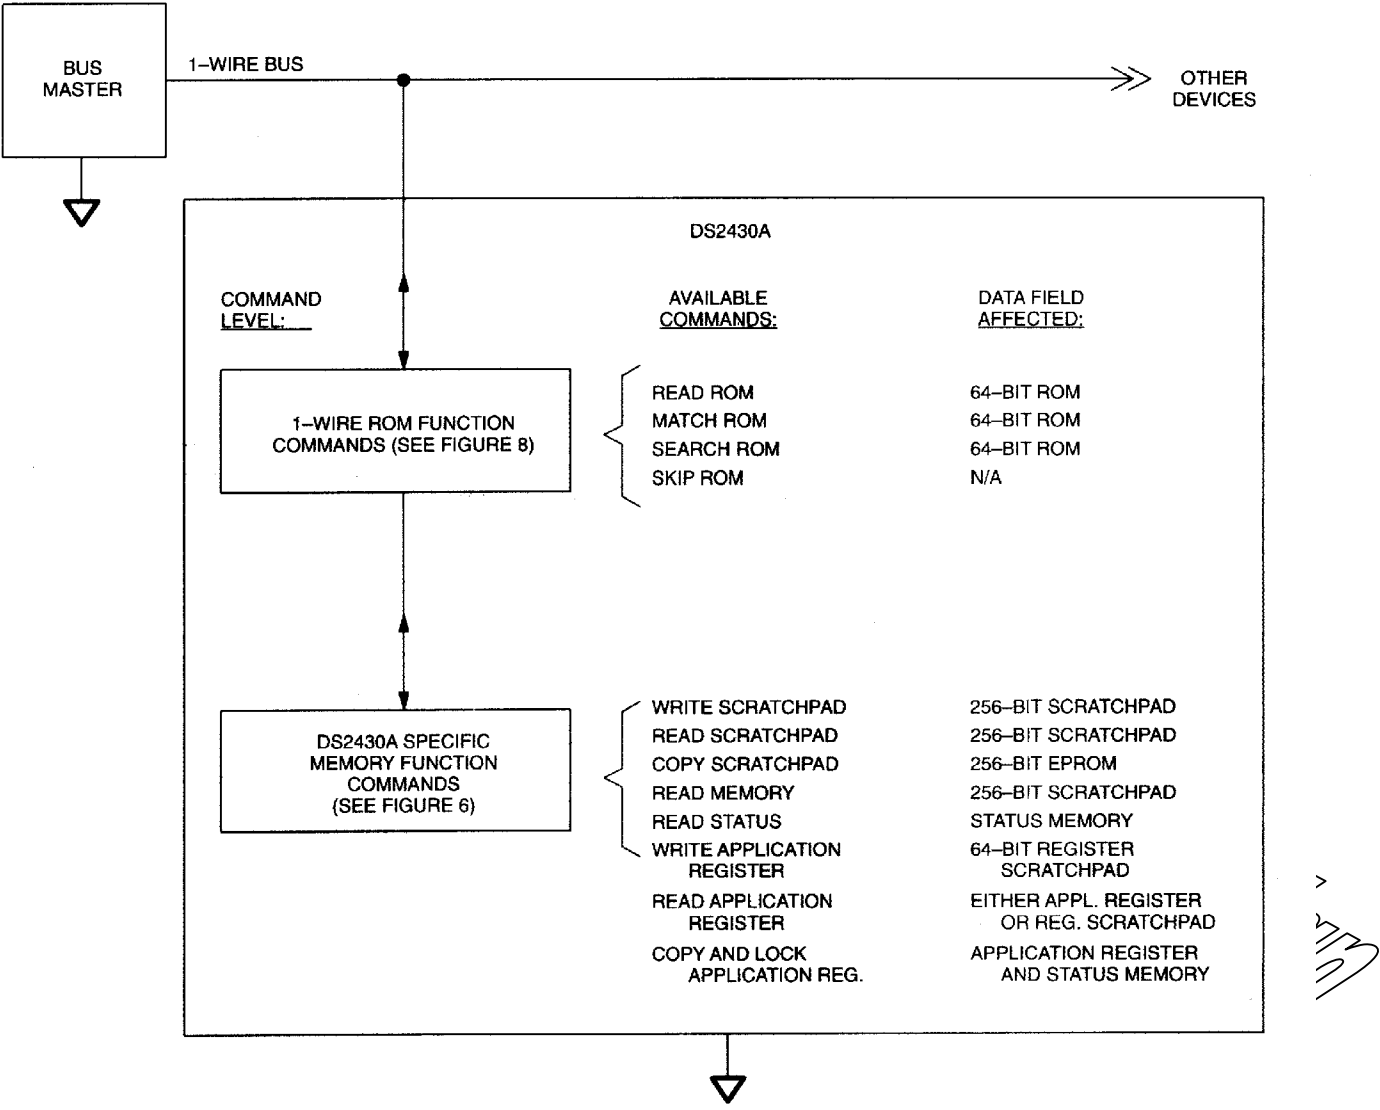 BUS
MASTER
1–WIRE BUS
OTHER
DEVICES
DS2430A
COMMAND
LEVEL:
AVAILABLE
COMMANDS:
DATA FIELD
AFFECTED:
1–WIRE ROM FUNCTION
COMMANDS (SEE FIGURE 8)
READ ROM 64–BIT ROM
MATCH ROM 64–BIT ROM
SEARCH ROM 64–BIT ROM
SKIP ROM N/A
DS2430A SPECIFIC
MEMORY FUNCTION
COMMANDS
(SEE FIGURE 6)
WRITE SCRATCHPAD 256–BIT SCRATCHPAD
READ SCRATCHPAD 256–BIT SCRATCHPAD
COPY SCRATCHPAD 256–BIT EPROM
READ MEMORY 256–BIT SCRATCHPAD
READ STATUS STATUS MEMORY
WRITE APPLICATION 64–BIT REGISTER
REGISTER SCRATCHPAD
READ APPLICATION EITHER APPL. REGISTER
REGISTER OR REG. SCRATCHPAD
COPY AND LOCK APPLICATION REGISTER
APPLICATION REG. AND STATUS MEMORY